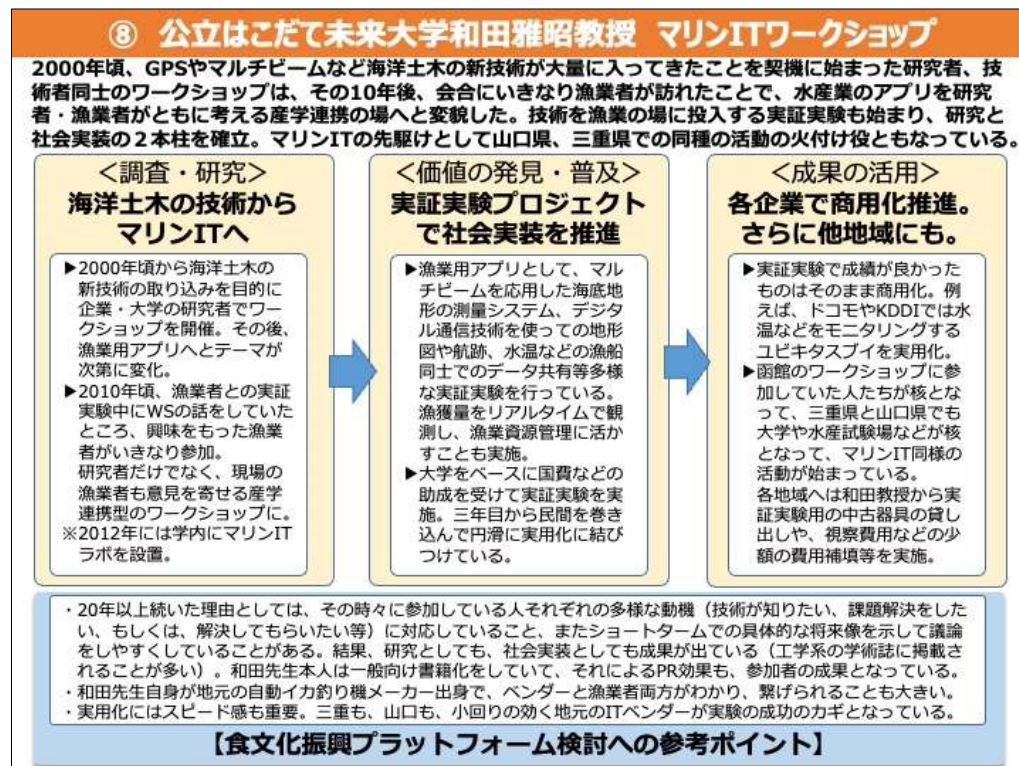 ⑧ 公立はこだて未来大学和田雅昭教授 マリンITワークショップ
2000年頃、GPSやマルチビームなど海洋土木の新技術が大量に入ってきたことを契機に始まった研究者、技
術者同士のワークショップは、その10年後、会合にいきなり漁業者が訪れたことで、水産業のアプリを研究
者・漁業者がともに考える産学連携の場へと変貌した。技術を漁業の場に投入する実証実験も始まり、研究と
社会実装の２本柱を確立。マリンITの先駆けとして山口県、三重県での同種の活動の火付け役ともなっている。
＜調査・研究＞
海洋土木の技術から
マリンITへ
▶2000年頃から海洋土木の
新技術の取り込みを目的に
企業・大学の研究者でワー
クショップを開催。その後、
漁業用アプリへとテーマが
次第に変化。
▶2010年頃、漁業者との実証
実験中にWSの話をしていた
ところ、興味をもった漁業
者がいきなり参加。
研究者だけでなく、現場の
漁業者も意見を寄せる産学
連携型のワークショップに。
※2012年には学内にマリンIT
ラボを設置。
＜価値の発見・普及＞
実証実験プロジェクト
で社会実装を推進
▶漁業用アプリとして、マル
チビームを応用した海底地
形の測量システム、デジタ
ル通信技術を使っての地形
図や航跡、水温などの漁船
同士でのデータ共有等多様
な実証実験を行っている。
漁獲量をリアルタイムで観
測し、漁業資源管理に活か
すことも実施。
▶大学をベースに国費などの
助成を受けて実証実験を実
施。三年目から民間を巻き
込んで円滑に実用化に結び
つけている。
＜成果の活用＞
各企業で商用化推進。
さらに他地域にも。
▶実証実験で成績が良かった
ものはそのまま商用化。例
えば、ドコモやKDDIでは水
温などをモニタリングする
ユビキタスブイを実用化。
▶函館のワークショップに参
加していた人たちが核とな
って、三重県と山口県でも
大学や水産試験場などが核
となって、マリンIT同様の
活動が始まっている。
各地域へは和田教授から実
証実験用の中古器具の貸し
出しや、視察費用などの少
額の費用補填等を実施。
・20年以上続いた理由としては、その時々に参加している人それぞれの多様な動機（技術が知りたい、課題解決をした
い、もしくは、解決してもらいたい等）に対応していること、またショートタームでの具体的な将来像を示して議論
をしやすくしていることがある。結果、研究としても、社会実装としても成果が出ている（工学系の学術誌に掲載さ
れることが多い）。和田先生本人は一般向け書籍化をしていて、それによるPR効果も、参加者の成果となっている。
・和田先生自身が地元の自動イカ釣り機メーカー出身で、ベンダーと漁業者両方がわかり、繋げられることも大きい。
・実用化にはスピード感も重要。三重も、山口も、小回りの効く地元のITベンダーが実験の成功のカギとなっている。
【食文化振興プラットフォーム検討への参考ポイント】